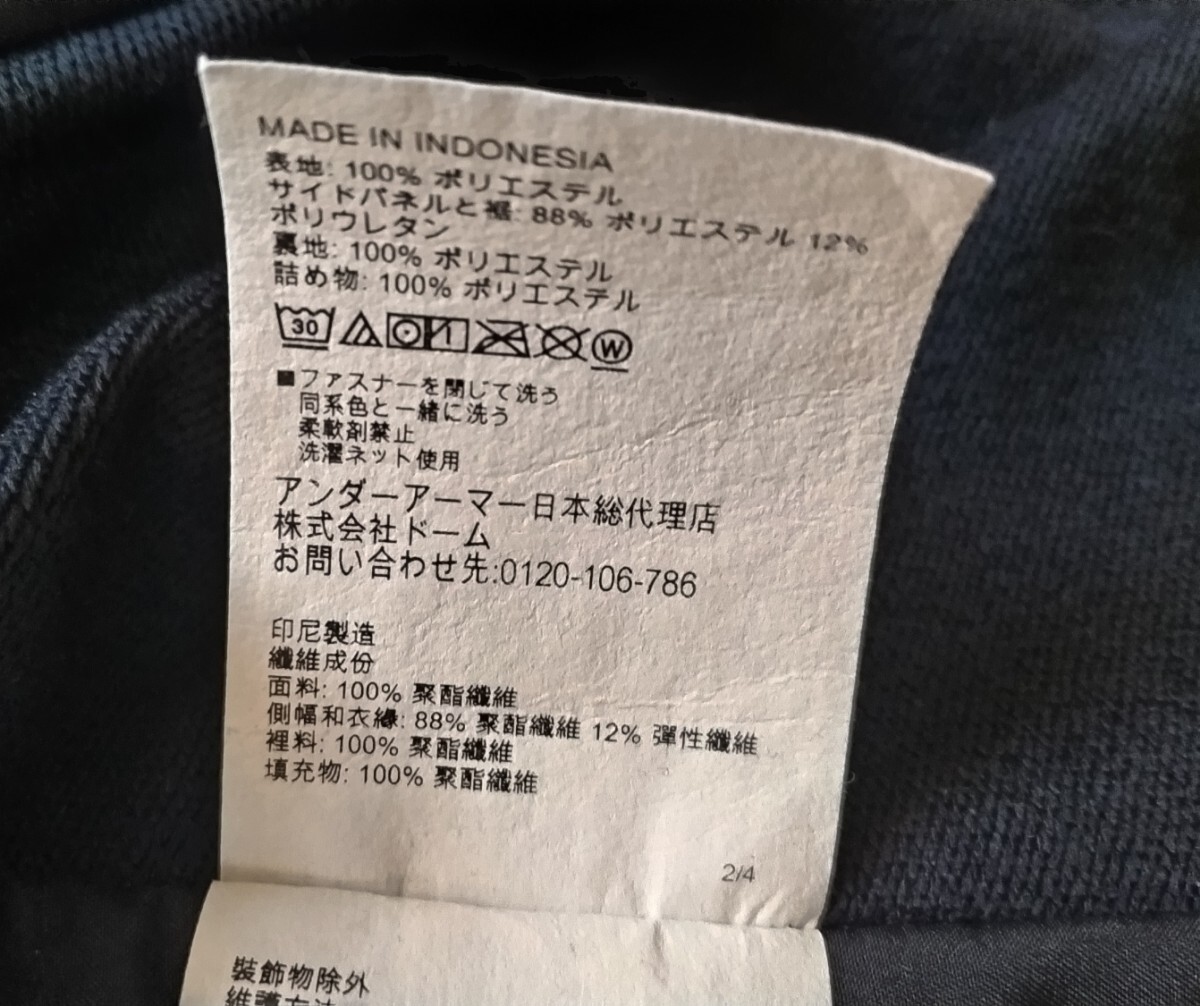 MADE IN INDONESIA
表地: 100% ポリエステル
サイドパネルと裾: 88% ポリエステル 12%
ポリウレタン
裏地: 100% ポリエステル
詰め物: 100% ポリエステル
30 W
■ファスナーを閉じて洗う
同系色と一緒に洗う
柔軟剤禁止
洗濯ネット使用
アンダーアーマー日本総代理店
株式会社ドーム
お問い合わせ先:0120-106-786
印尼製造
纖維成份
面料: 100% 聚酯纖維
側幅和衣緣: 88% 聚酯纖維 12% 彈性纖維
裡料: 100% 聚酯纖維
填充物: 100% 聚酯纖維
2/4
裝飾物除外
維護方法